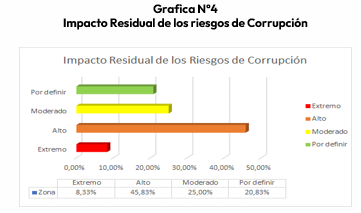 Grafica N°4
Impacto Residual de los riesgos de Corrupción
Impacto Residual de los Riesgos de Corrupción
Por definir
Moderado
Alto
Extremo
Extremo
Alto
Moderado
Por definir
0,00% 10,00% 20,00% 30,00% 40,00% 50,00%
Extremo Alto Moderado Por definir
Zona 8,33% 45,83% 25,00% 20,83%